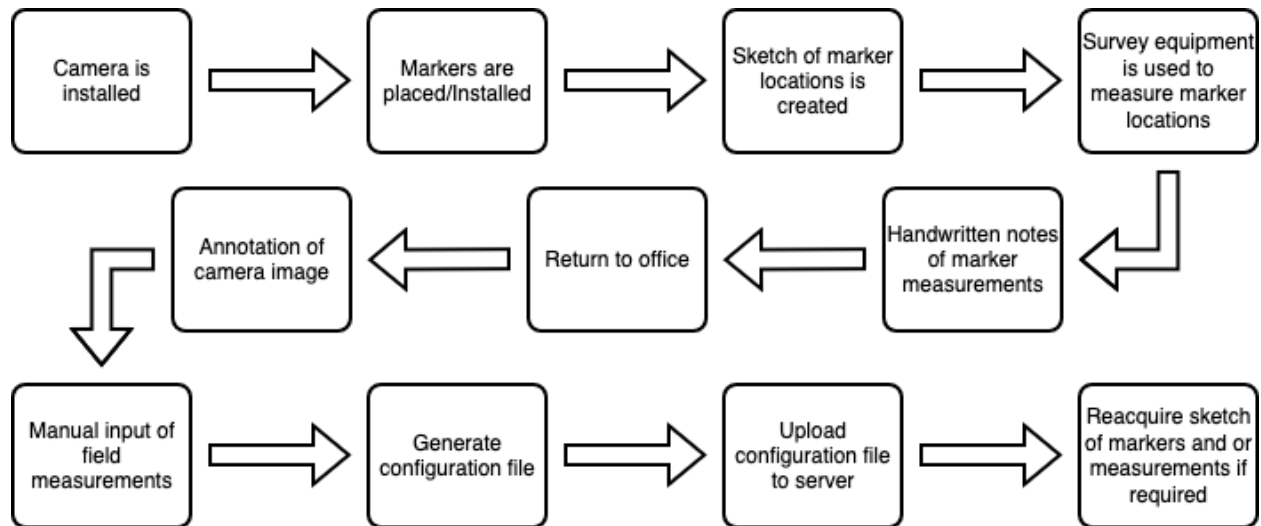 Camera is
installed
Markers are
placed/Installed
Sketch of marker
locations is
created
Survey equipment
is used to
measure marker
locations
Handwritten notes
of marker
measurements
Return to office
Annotation of
camera image
Manual input of
field
measurements
Generate
configuration file
Upload
configuration file
to server
Reacquire sketch
of markers and or
measurements if
required